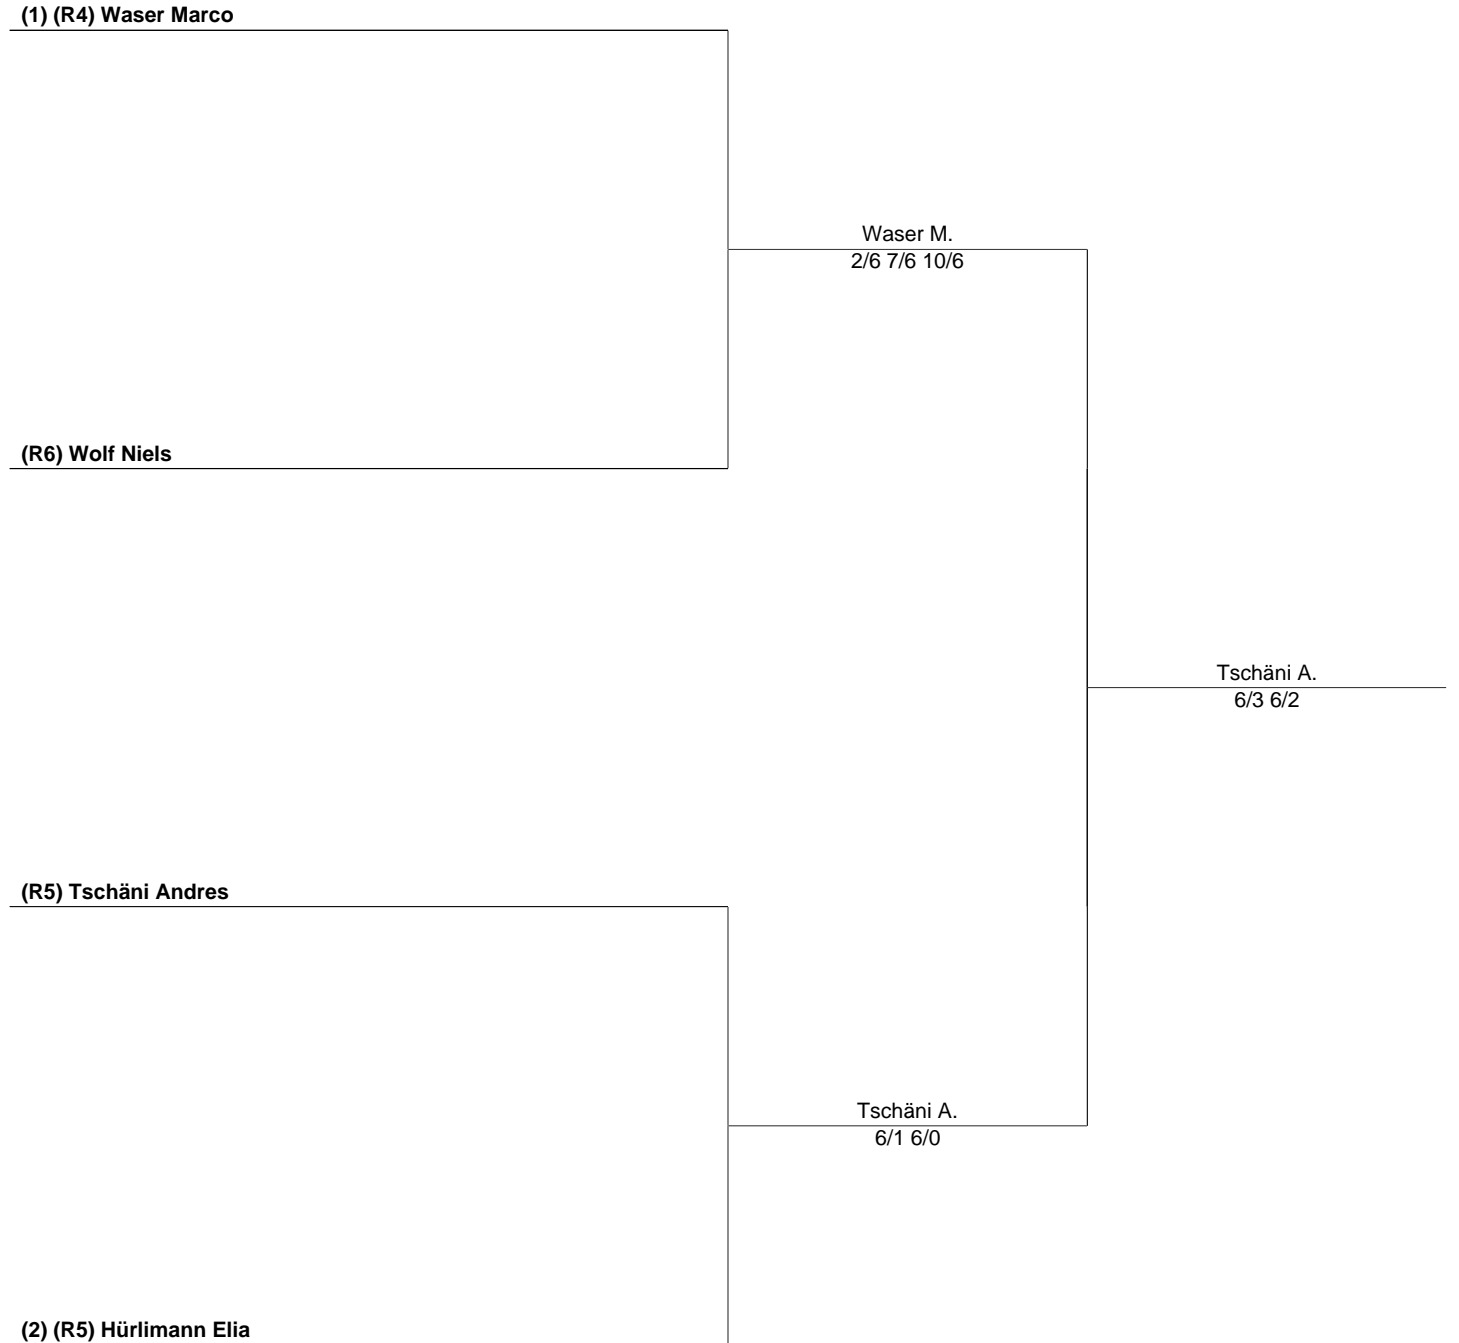 (1) (R4) Waser Marco
Waser M.
2/6 7/6 10/6
(R6) Wolf Niels
Tschäni A.
6/3 6/2
(R5) Tschäni Andres
Tschäni A.
6/1 6/0
(2) (R5) Hürlimann Elia